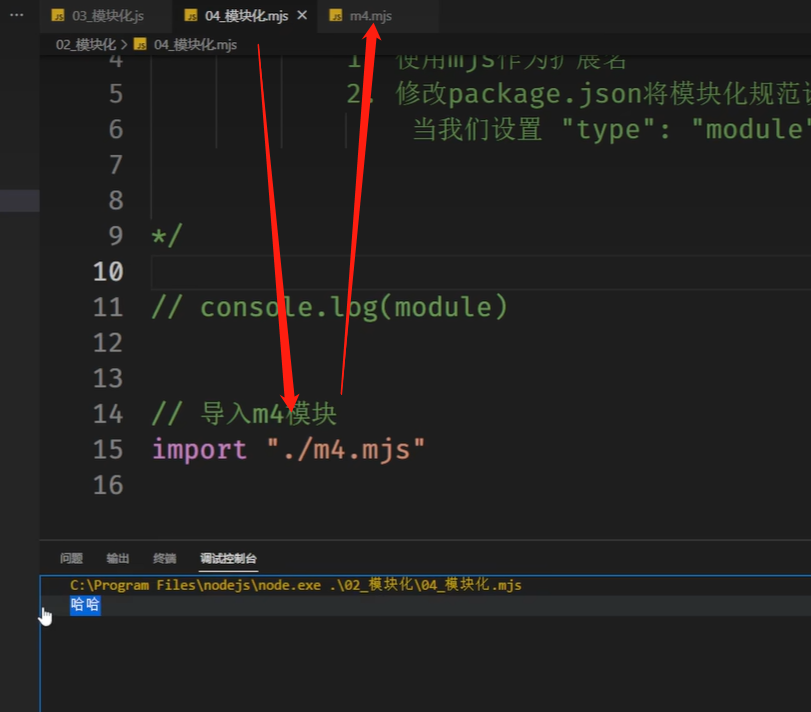 03_模块化.js
04_模块化.mjs
m4.mjs
02_模块化 > 04_模块化.mjs
4 1. 使用mjs作为扩展名
5 2. 修改package.json将模块化规范
6 当我们设置 "type": "module"
7
8
9 */
10
11 // console.log(module)
12
13
14 // 导入m4模块
15 import "./m4.mjs"
16
问题 输出 终端 调试控制台
C:\Program Files\nodejs\node.exe .\02_模块化\04_模块化.mjs
哈哈